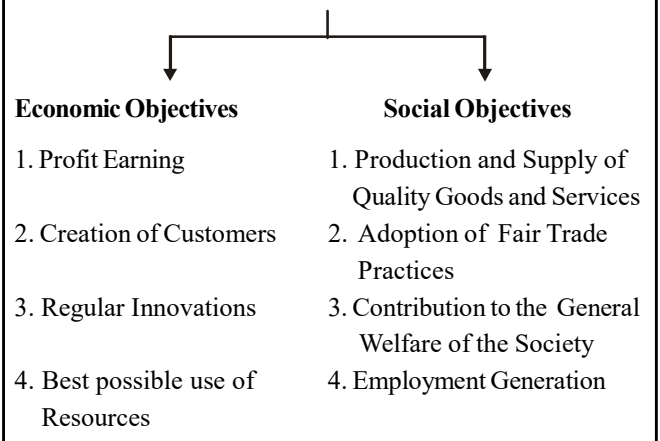 Economic Objectives
1. Profit Earning
2. Creation of Customers
3. Regular Innovations
4. Best possible use of
Resources
Social Objectives
1. Production and Supply of
Quality Goods and Services
2. Adoption of Fair Trade
Practices
3. Contribution to the General
Welfare of the Society
4. Employment Generation